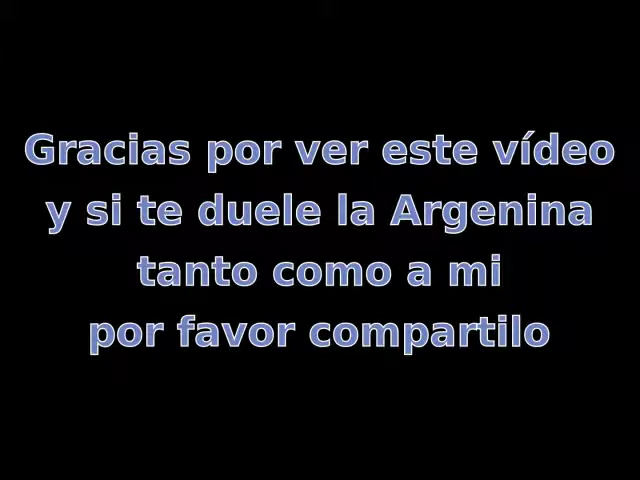 Gracias por ver este vídeo
y si te duele la Argenina
tanto como a mi
por favor compartilo